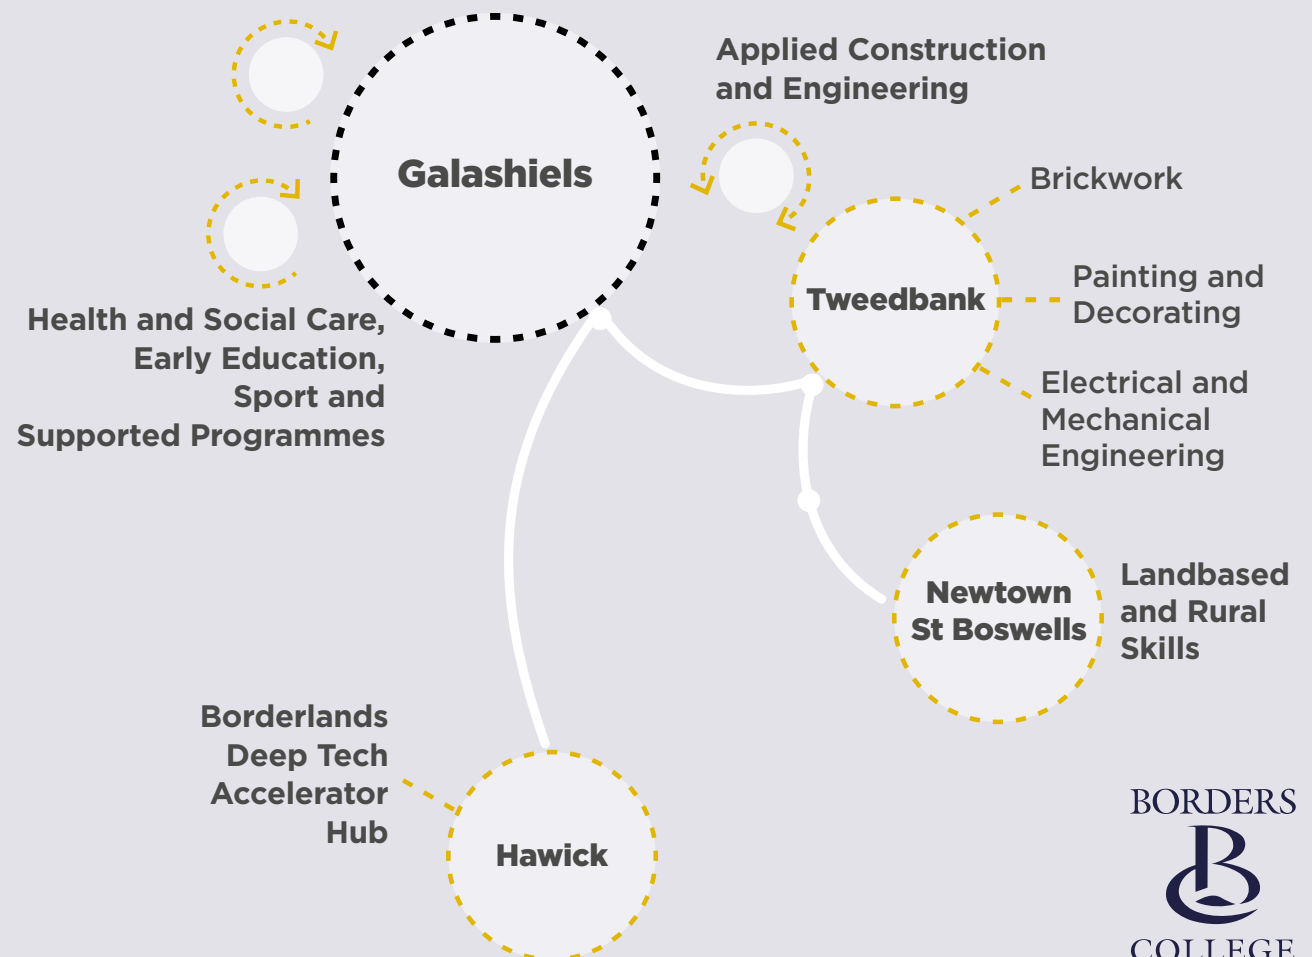 Galashiels
Applied Construction
and Engineering
Brickwork
Tweedbank
Painting and
Decorating
Electrical and
Mechanical
Engineering
Health and Social Care,
Early Education,
Sport and
Supported Programmes
Newtown
St Boswells
Landbased
and Rural
Skills
Borderlands
Deep Tech
Accelerator
Hub
Hawick
BORDERS
COLLEGE